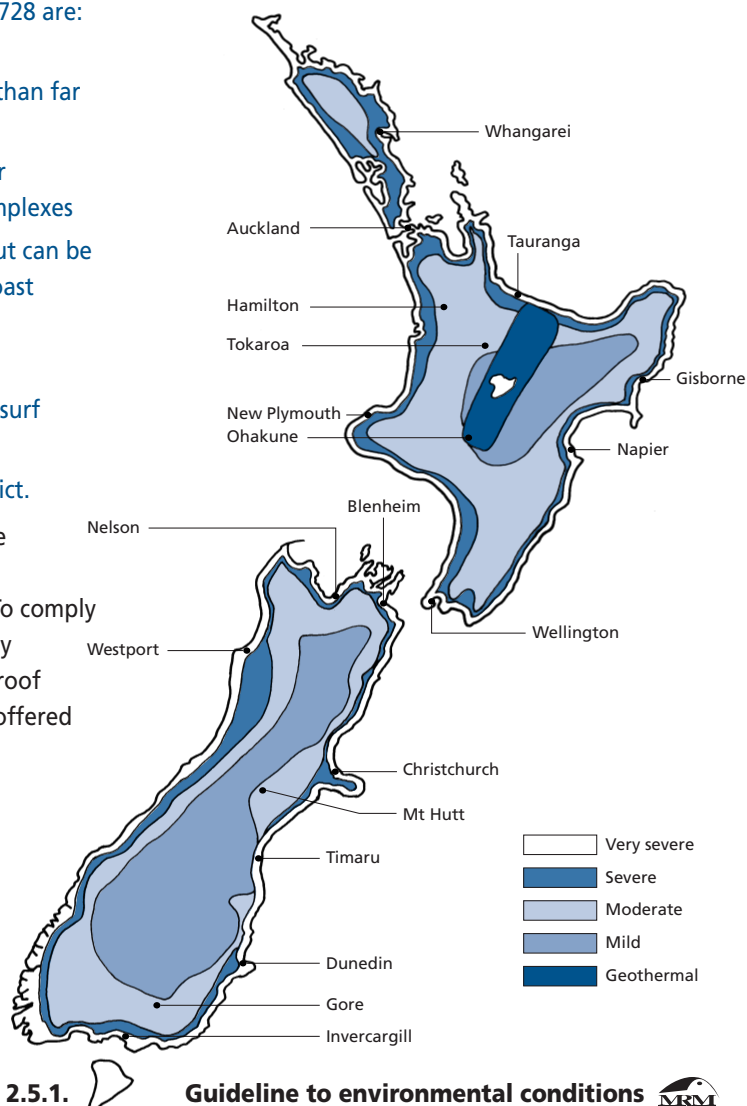 728 are:
than far
r
mplexes
ut can be
oast
surf
ict.
e
To comply
y
roof
offered
Whangarei
Auckland
Tauranga
Hamilton
Tokaroa
Gisborne
New Plymouth
Ohakune
Napier
Blenheim
Nelson
Wellington
Westport
Christchurch
Mt Hutt
Timaru
Very severe
Severe
Moderate
Mild
Geothermal
Dunedin
Gore
Invercargill
2.5.1. Guideline to environmental conditions
MRM